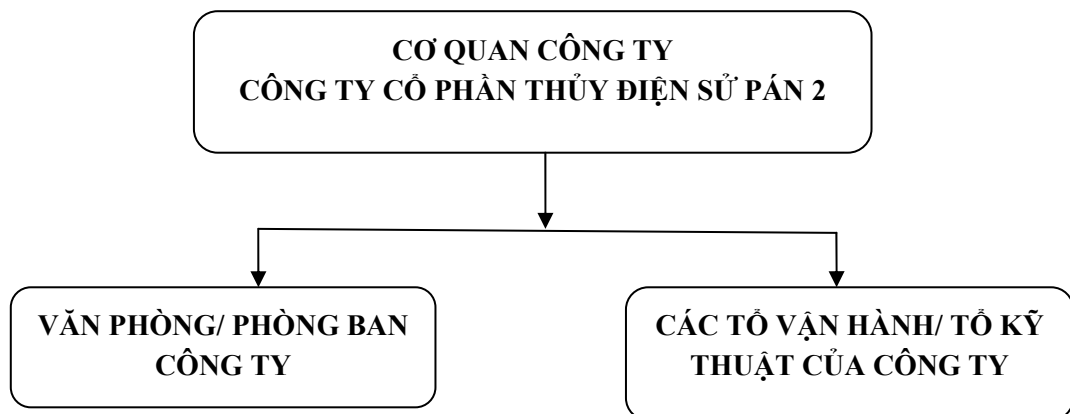 CƠ QUAN CÔNG TY
CÔNG TY CỔ PHẦN THỦY ĐIỆN SỬ PÁN 2
VĂN PHÒNG/ PHÒNG BAN
CÔNG TY
CÁC TỔ VẬN HÀNH/ TỔ KỸ
THUẬT CỦA CÔNG TY